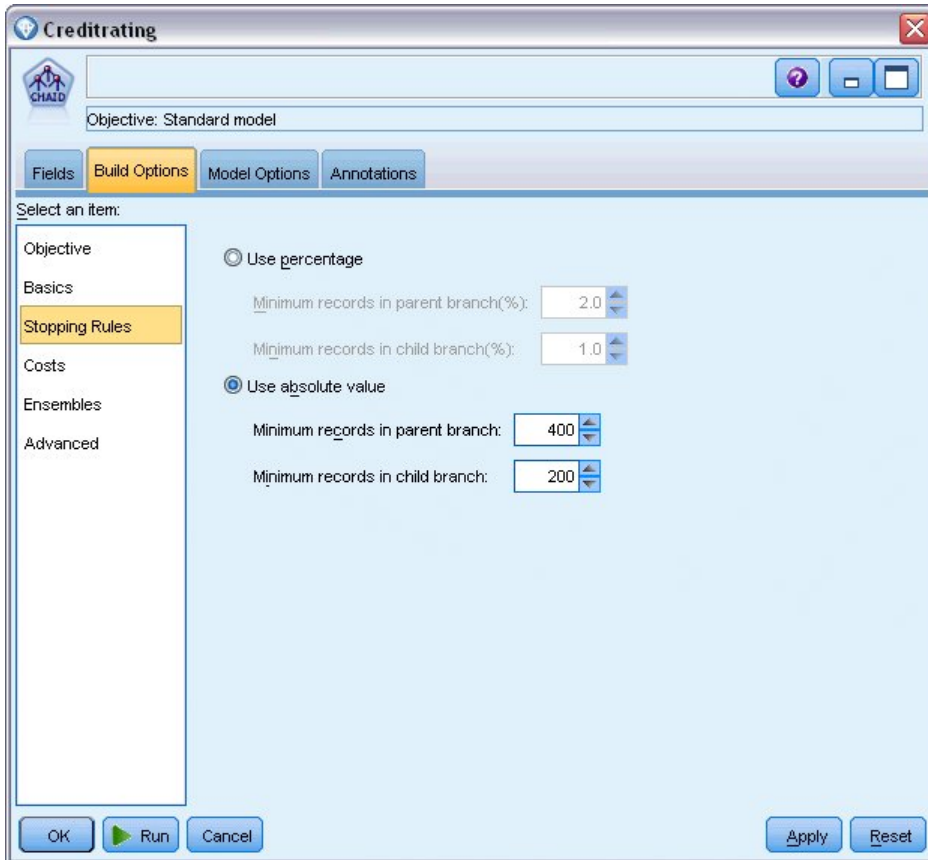 Creditrating
CHAID
Objective: Standard model
Fields Build Options Model Options Annotations
Select an item:
Objective
Basics
Stopping Rules
Costs
Ensembles
Advanced
Use percentage
Minimum records in parent branch(%): 2.0
Minimum records in child branch(%): 1.0
Use absolute value
Minimum records in parent branch: 400
Minimum records in child branch: 200
OK Run Cancel Apply Reset